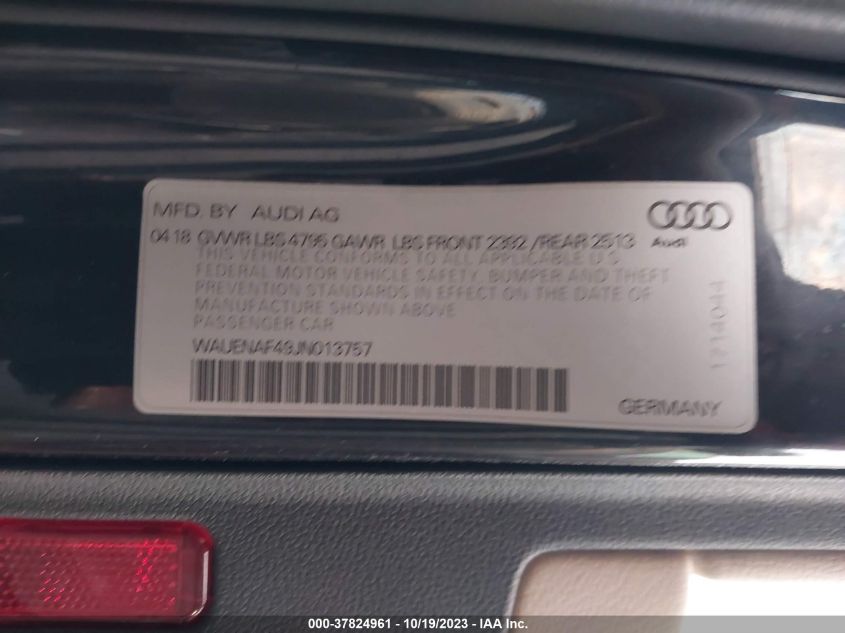 MFD. BY AUDI AG
04 18 GVWR LBS 4795 GAWR LBS FRONT 2392 /REAR 2513
THIS VEHICLE CONFORMS TO ALL APPLICABLE U.S.
FEDERAL MOTOR VEHICLE SAFETY, BUMPER AND THEFT
PREVENTION STANDARDS IN EFFECT ON THE DATE OF
MANUFACTURE SHOWN ABOVE
PASSENGER CAR
WAUENAF49JN013757
Audi
1214044
GERMANY
000-37824961 - 10/19/2023 - IAA Inc.